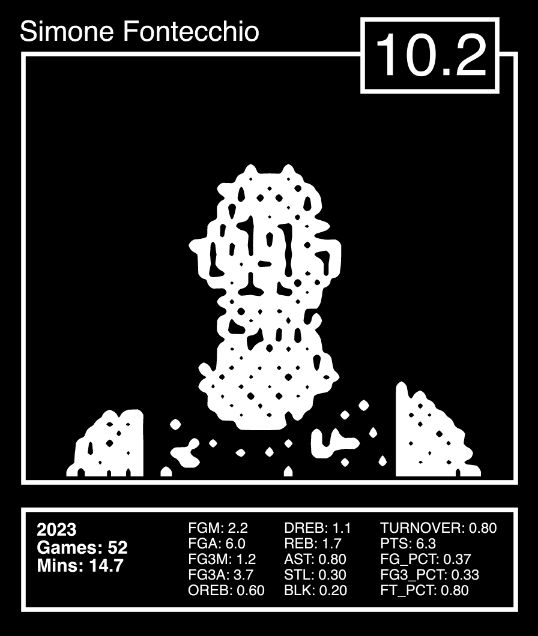 Simone Fontecchio
10.2
2023
Games: 52
Mins: 14.7
FGM: 2.2
FGA: 6.0
FG3M: 1.2
FG3A: 3.7
OREB: 0.60
DREB: 1.1
REB: 1.7
AST: 0.80
STL: 0.30
BLK: 0.20
TURNOVER: 0.80
PTS: 6.3
FG_PCT: 0.37
FG3_PCT: 0.33
FT_PCT: 0.80